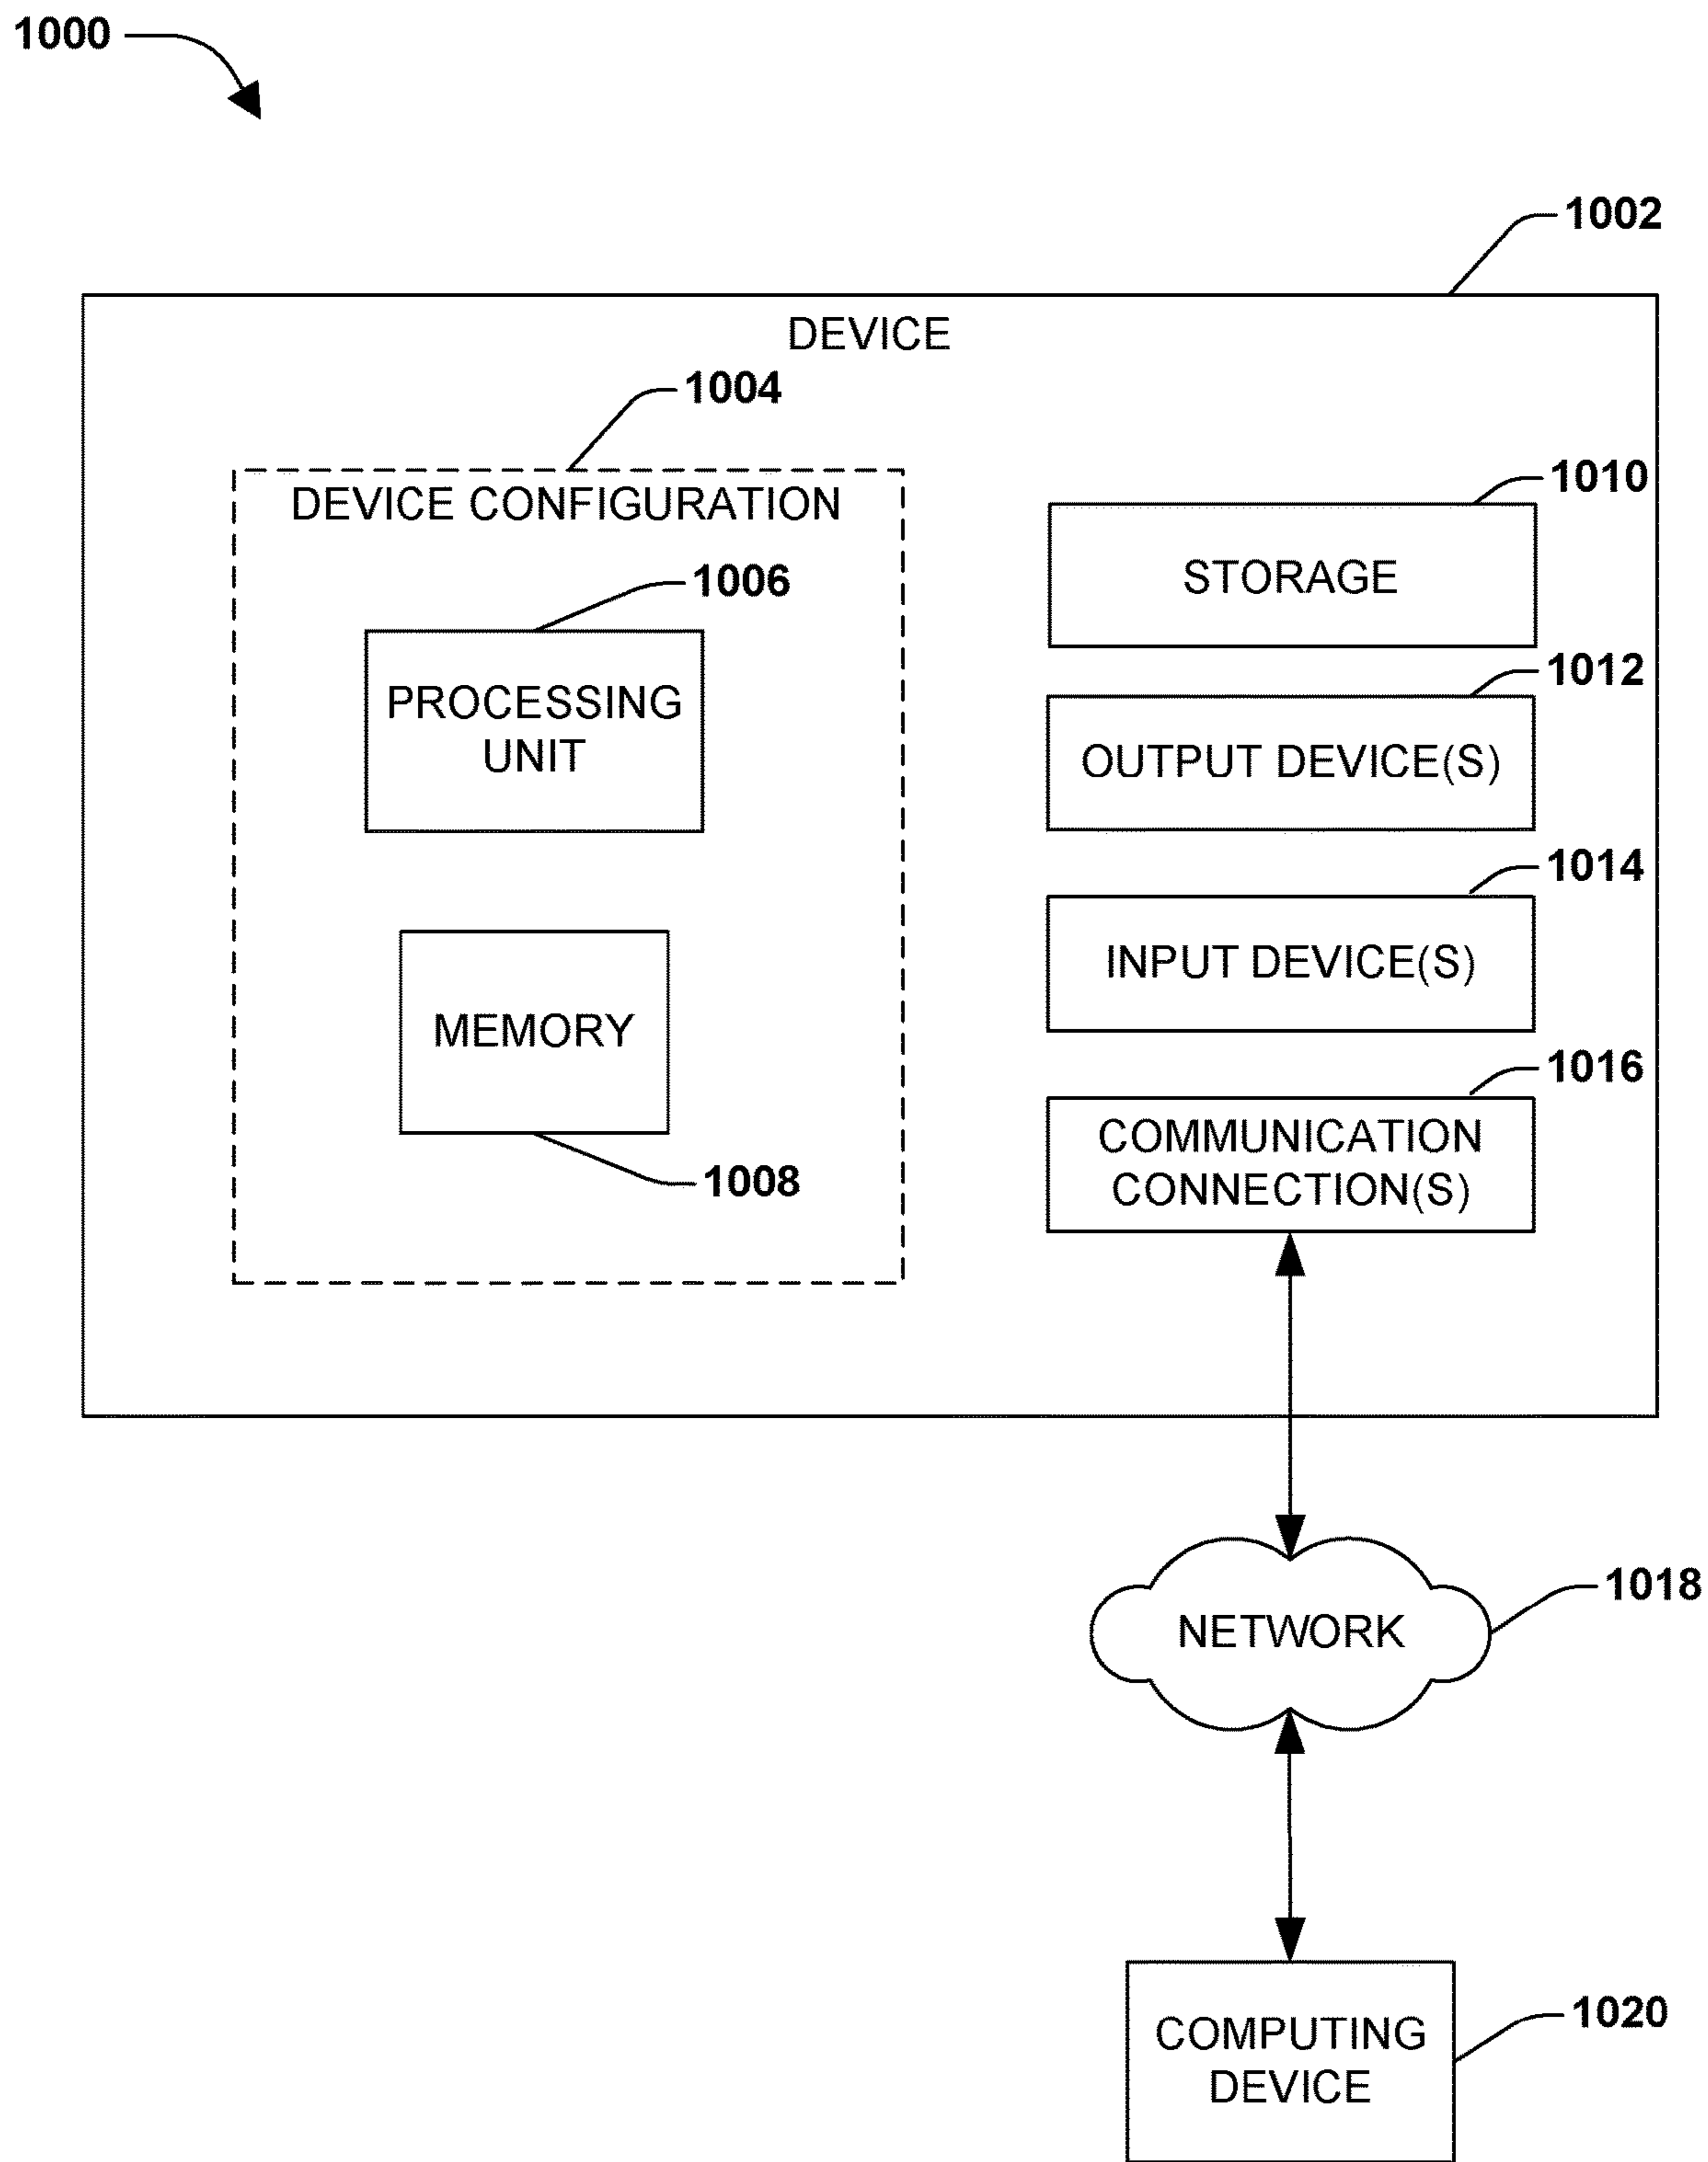 1000
1002
DEVICE
1004
DEVICE CONFIGURATION
1006
PROCESSING
UNIT
MEMORY
1008
1010
STORAGE
1012
OUTPUT DEVICE(S)
1014
INPUT DEVICE(S)
1016
COMMUNICATION
CONNECTION(S)
1018
NETWORK
1020
COMPUTING
DEVICE